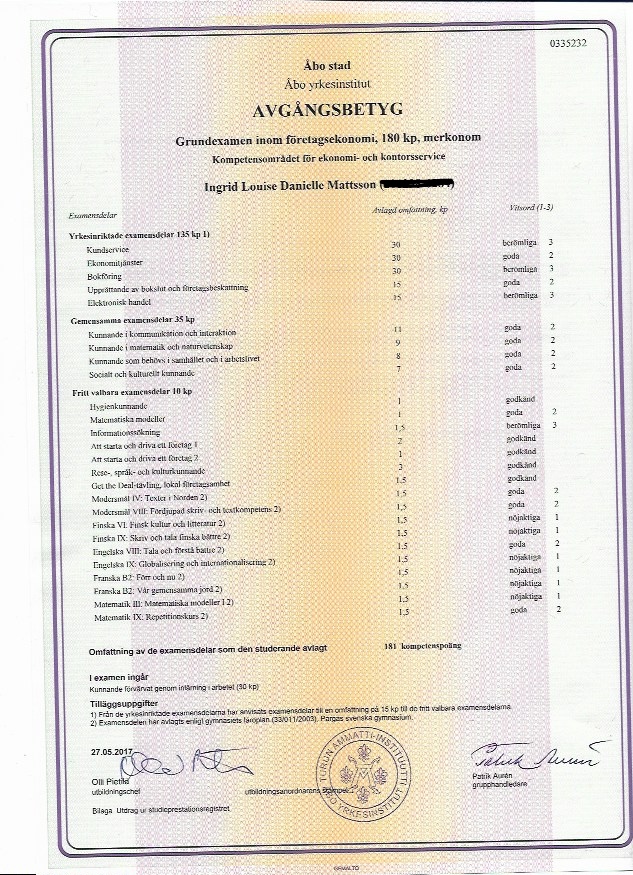 0335232
Åbo stad
Åbo yrkesinstitut
AVGÅNGSBETYG
Grundexamen inom företagsekonomi, 180 kp, merkonom
Kompetensområdet för ekonomi- och kontorsservice
Ingrid Louise Danielle Mattsson
Examensdelar Avlagd omfattning, kp Vitsord (1-3)
Yrkesinriktade examensdelar 135 kp 1)
Kundservice 30 berömliga 3
Ekonomitjänster 30 goda 2
Bokföring 30 berömliga 3
Upprättande av bokslut och företagsbeskattning 15 goda 2
Elektronisk handel 15 berömliga 3
Gemensamma examensdelar 35 kp
Kunnande i kommunikation och interaktion 11 goda 2
Kunnande i matematik och naturvetenskap 9 goda 2
Kunnande som behövs i samhället och i arbetslivet 8 goda 2
Socialt och kulturellt kunnande 7 goda 2
Fritt valbara examensdelar 10 kp
Hygienkunnande 1 godkänd
Matematiska modeller 1 goda 2
Informationssökning 1,5 berömliga 3
Att starta och driva ett företag 1 2 godkänd
Att starta och driva ett företag 2 1 godkänd
Rese-, språk- och kulturkunnande 3 godkänd
Get the Deal-tävling, lokal företagsamhet 1,5 godkänd
Modersmål IV: Texter i Norden 2) 1,5 goda 2
Modersmål VIII: Fördjupad skriv- och textkompetens 2) 1,5 goda 2
Finska VI: Finsk kultur och litteratur 2) 1,5 nöjaktiga 1
Finska IX: Skriv och tala finska bättre 2) 1,5 nöjaktiga 1
Engelska VIII: Tala och förstå bättre 2) 1,5 goda 2
Engelska IX: Globalisering och internationalisering 2) 1,5 nöjaktiga 1
Franska B2: Förr och nu 2) 1,5 nöjaktiga 1
Franska B2: Vår gemensamma jord 2) 1,5 nöjaktiga 1
Matematik III: Matematiska modeller I 2) 1,5 nöjaktiga 1
Matematik IX: Repetitionskurs 2) 1,5 goda 2
Omfattning av de examensdelar som den studerande avlagt 181 kompetenspoäng
I examen ingår
Kunnande förvärvat genom inlärning i arbetet (30 kp)
Tilläggsuppgifter
1) Från de yrkesinriktade examensdelarna har anvisats examensdelar till en omfattning på 15 kp till de fritt valbara examensdelarna.
2) Examensdelen har avlagts enligt gymnasiets läroplan (33/011/2003). Pargas svenska gymnasium.
27.05.2017
Olli Pietilä
utbildningschef
utbildningsanordnarens stämpel
TURUN AMMATTI-INSTITUUTTI
ÅBO YRKESINSTITUT
Patrik Aurén
grupphandledare
Bilaga Utdrag ur studieprestationsregistret
GEMALTO